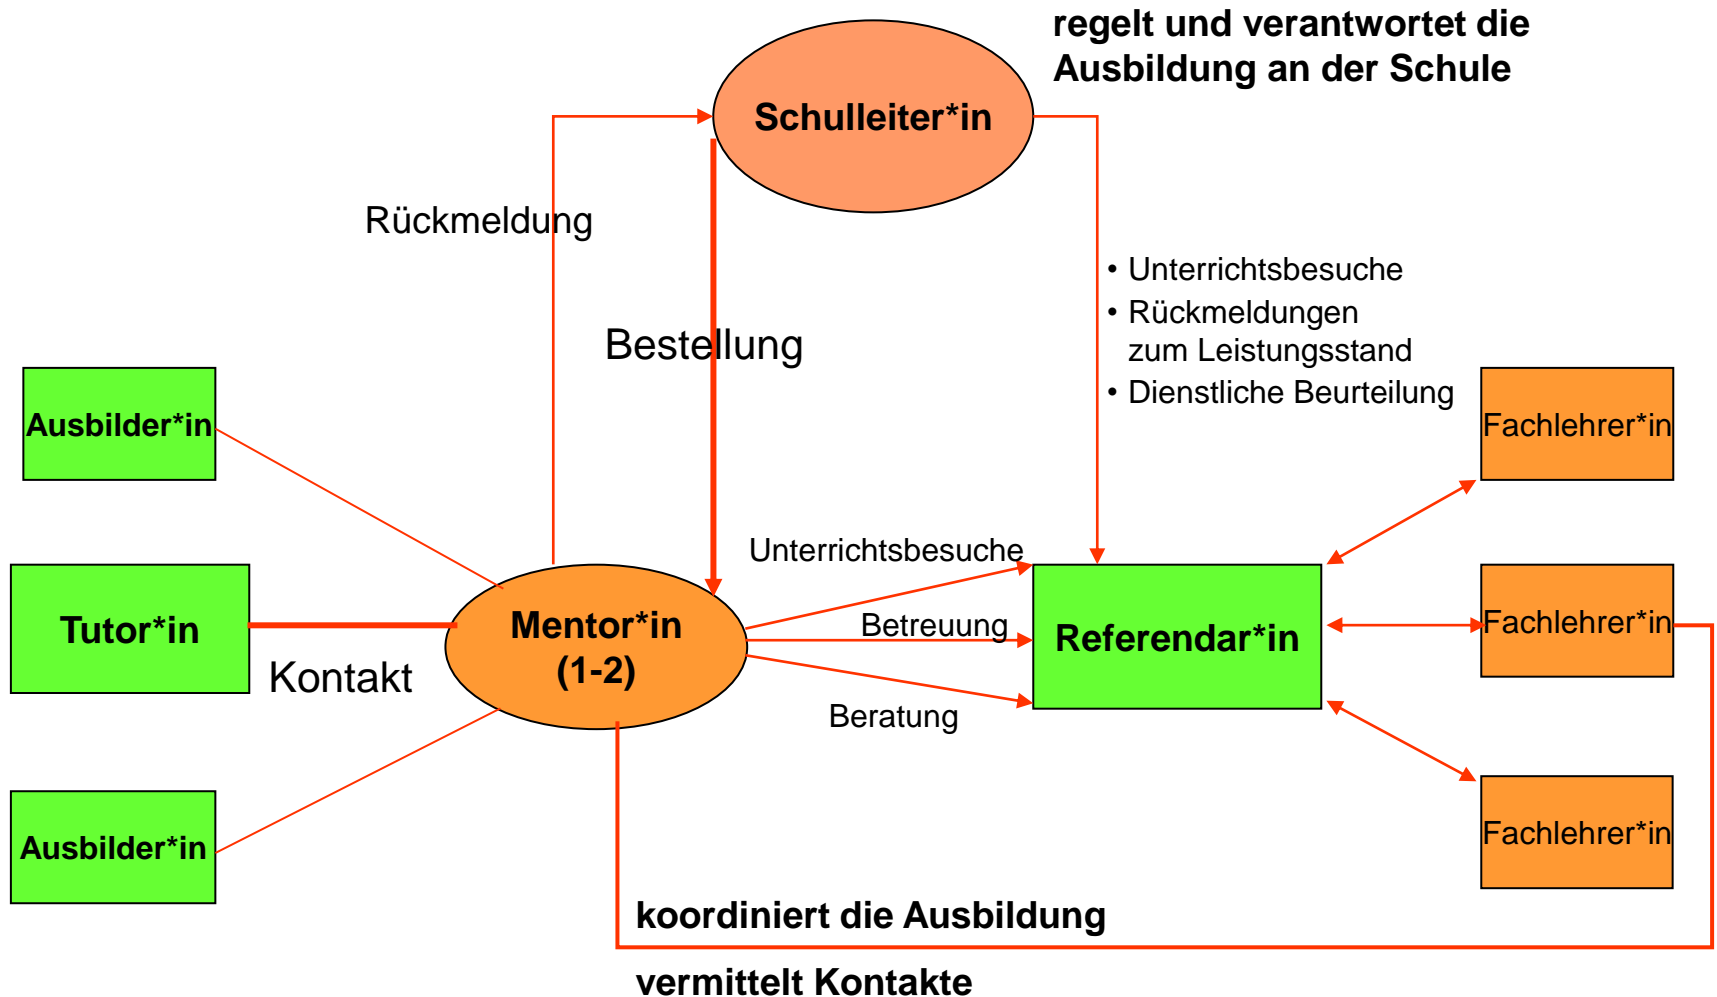 regelt und verantwortet die
Ausbildung an der Schule
Schulleiter*in
Rückmeldung
Bestellung
• Unterrichtsbesuche
• Rückmeldungen
zum Leistungsstand
• Dienstliche Beurteilung
Ausbilder*in
Fachlehrer*in
Unterrichtsbesuche
Tutor*in
Kontakt
Mentor*in
(1-2)
Betreuung
Referendar*in
Fachlehrer*in
Beratung
Ausbilder*in
Fachlehrer*in
koordiniert die Ausbildung
vermittelt Kontakte